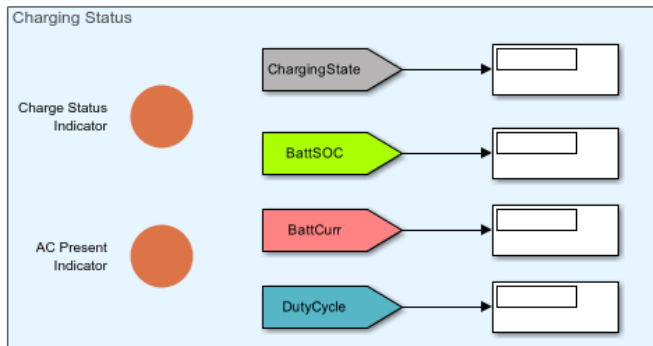 Charging Status
ChargingState
Charge Status
Indicator
BattSOC
AC Present
Indicator
BattCurr
DutyCycle